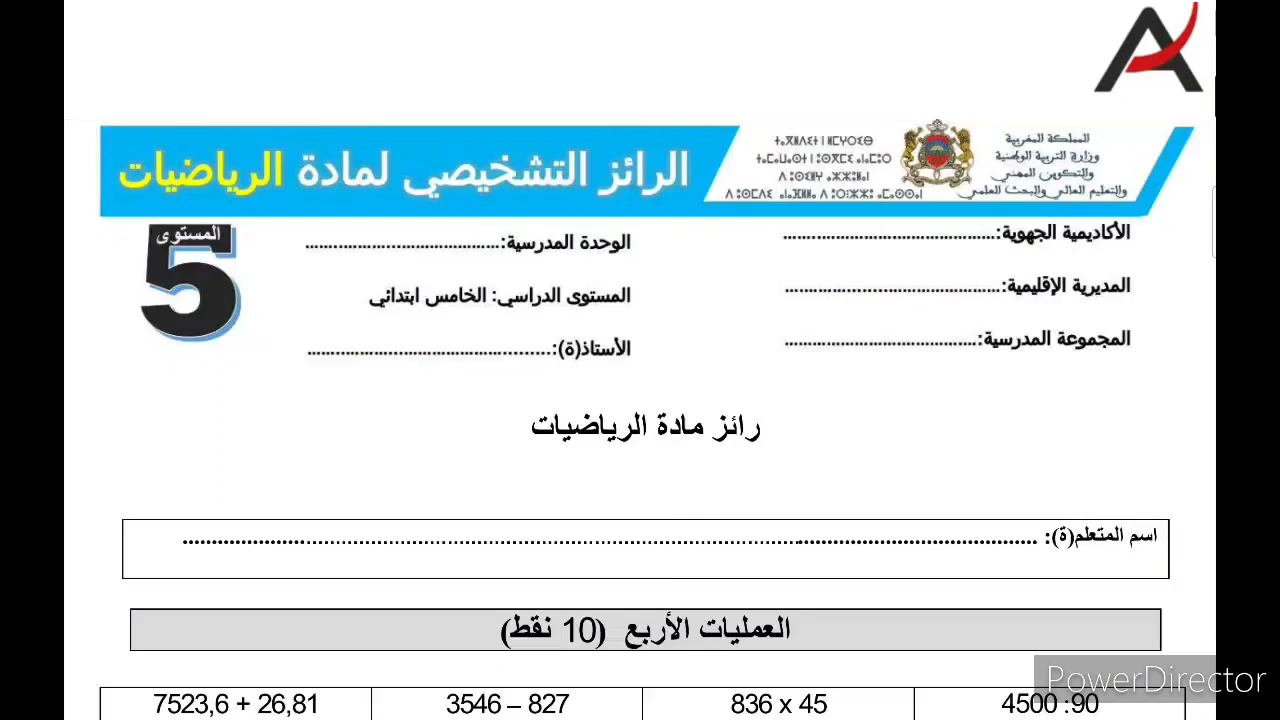 المملكة المغربية
وزارة التربية الوطنية
والتكوين المهني
والتعليم العالي والبحث العلمي
ⵜⴰⴳⵍⴷⵉⵜ ⵏ ⵍⵎⵖⵔⵉⴱ
الرائز التشخيصي لمادة الرياضيات
المستوى
5
الأكاديمية الجهوية:......................................
الوحدة المدرسية:..................................
المديرية الإقليمية:......................................
المستوى الدراسي: الخامس ابتدائي
المجموعة المدرسية:..................................
الأستاذ(ة):...........................................
رائز مادة الرياضيات
اسم المتعلم(ة): ....................................................................................
العمليات الأربع (10 نقط)
7523,6 + 26,81 3546 – 827 836 x 45 4500 :90
PowerDirector